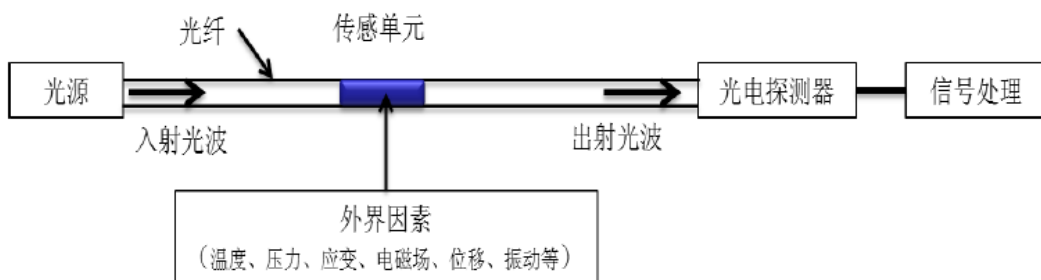 光纤
传感单元
光源
光电探测器
信号处理
入射光波
出射光波
外界因素
（温度、压力、应变、电磁场、位移、振动等）